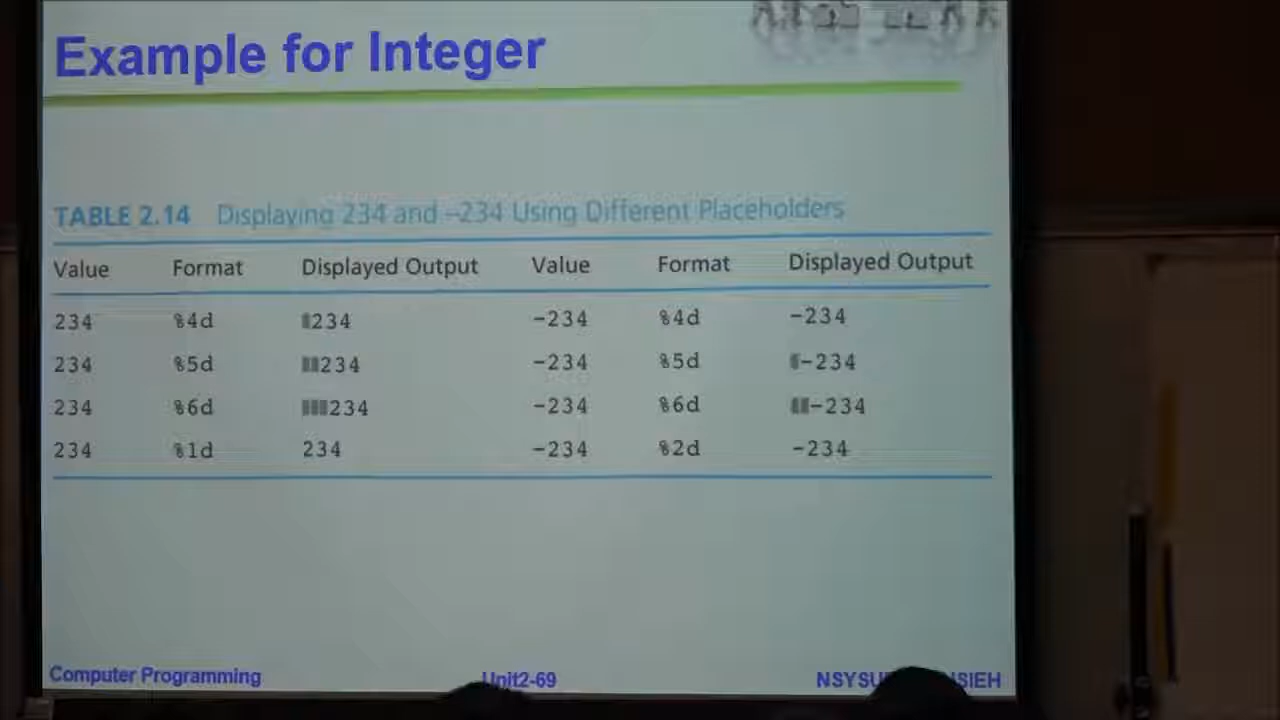 Example for Integer
TABLE 2.14 Displaying 234 and -234 Using Different Placeholders
Value Format Displayed Output Value Format Displayed Output
234 %4d ▮234 -234 %4d -234
234 %5d ▮▮234 -234 %5d ▮-234
234 %6d ▮▮▮234 -234 %6d ▮▮-234
234 %1d 234 -234 %2d -234
Computer Programming Unit2-69